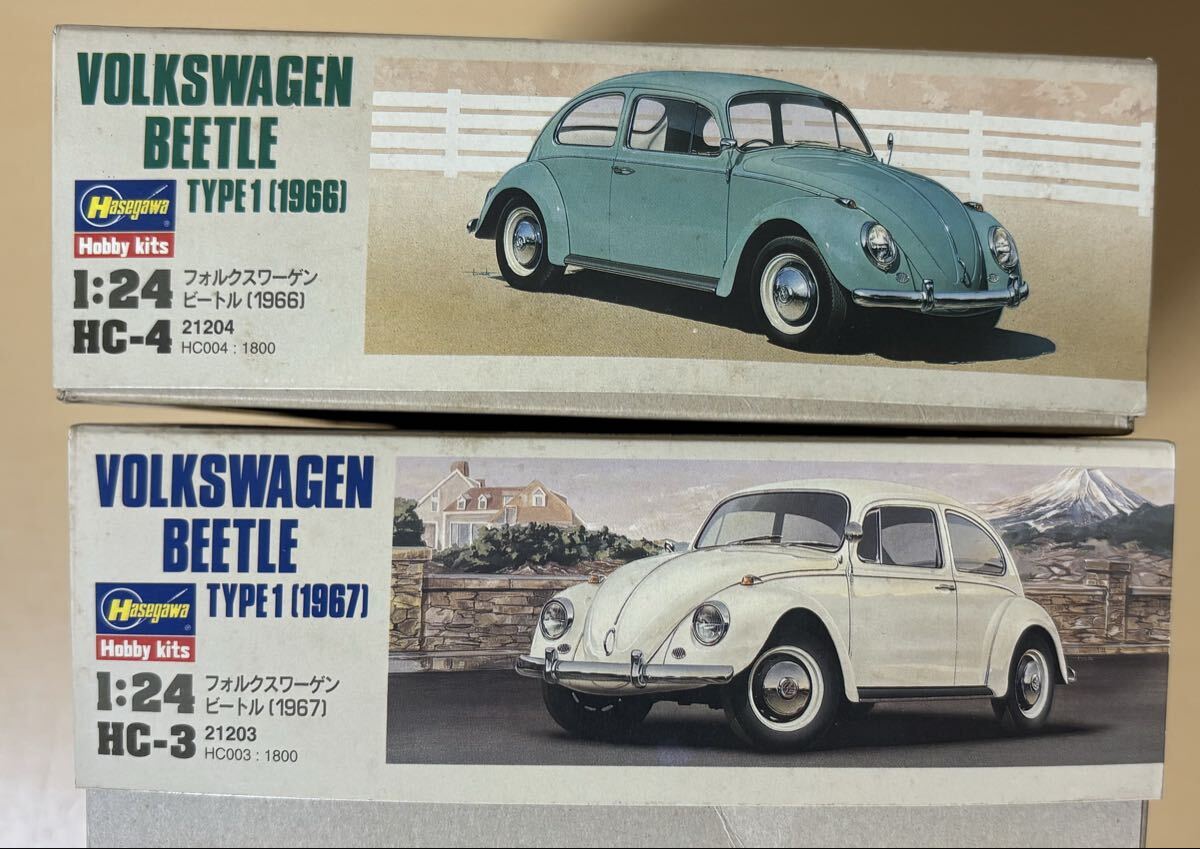 VOLKSWAGEN
BEETLE
TYPE 1 (1966)
Hasegawa
Hobby kits
1:24
フォルクスワーゲン
ビートル(1966)
HC-4
21204
HC004 : 1800
VOLKSWAGEN
BEETLE
TYPE 1 (1967)
Hasegawa
Hobby kits
1:24
フォルクスワーゲン
ビートル(1967)
HC-3
21203
HC003 : 1800